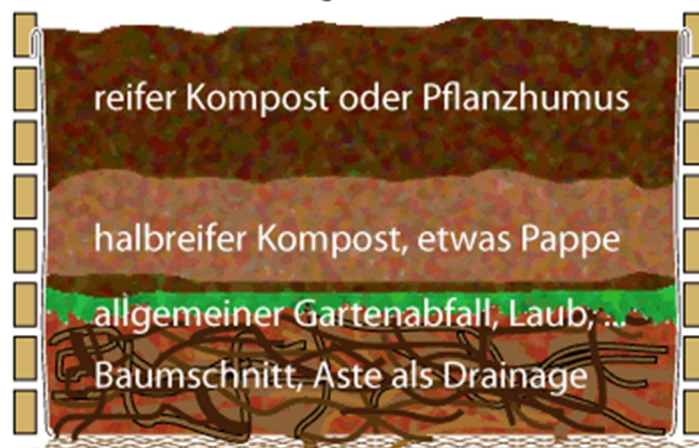 reifer Kompost oder Pflanzhumus
halbreifer Kompost, etwas Pappe
allgemeiner Gartenabfall, Laub, ...
Baumschnitt, Aste als Drainage